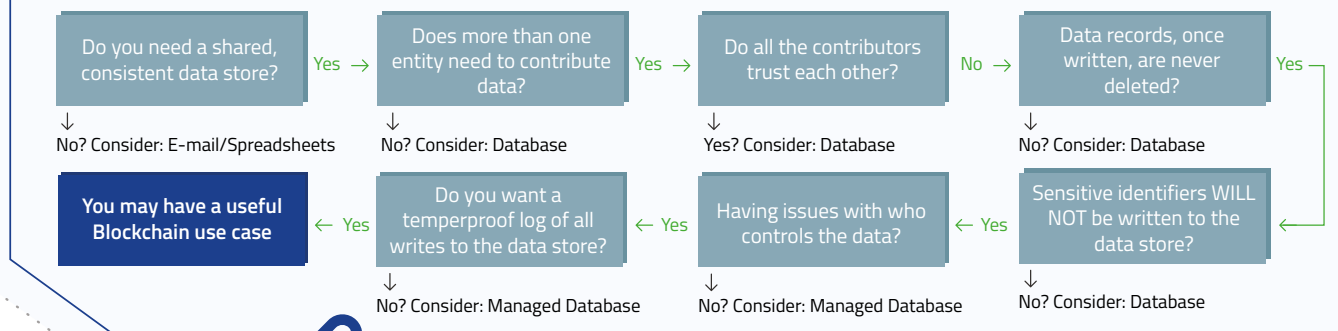 Do you need a shared,
consistent data store?
Yes →
Does more than one
entity need to contribute
data?
Yes →
Do all the contributors
trust each other?
No →
Data records, once
written, are never
deleted?
Yes
No? Consider: E-mail/Spreadsheets
No? Consider: Database
Yes? Consider: Database
No? Consider: Database
You may have a useful
Blockchain use case
← Yes
Do you want a
temperproof log of all
writes to the data store?
← Yes
Having issues with who
controls the data?
← Yes
Sensitive identifiers WILL
NOT be written to the
data store?
No? Consider: Managed Database
No? Consider: Managed Database
No? Consider: Database